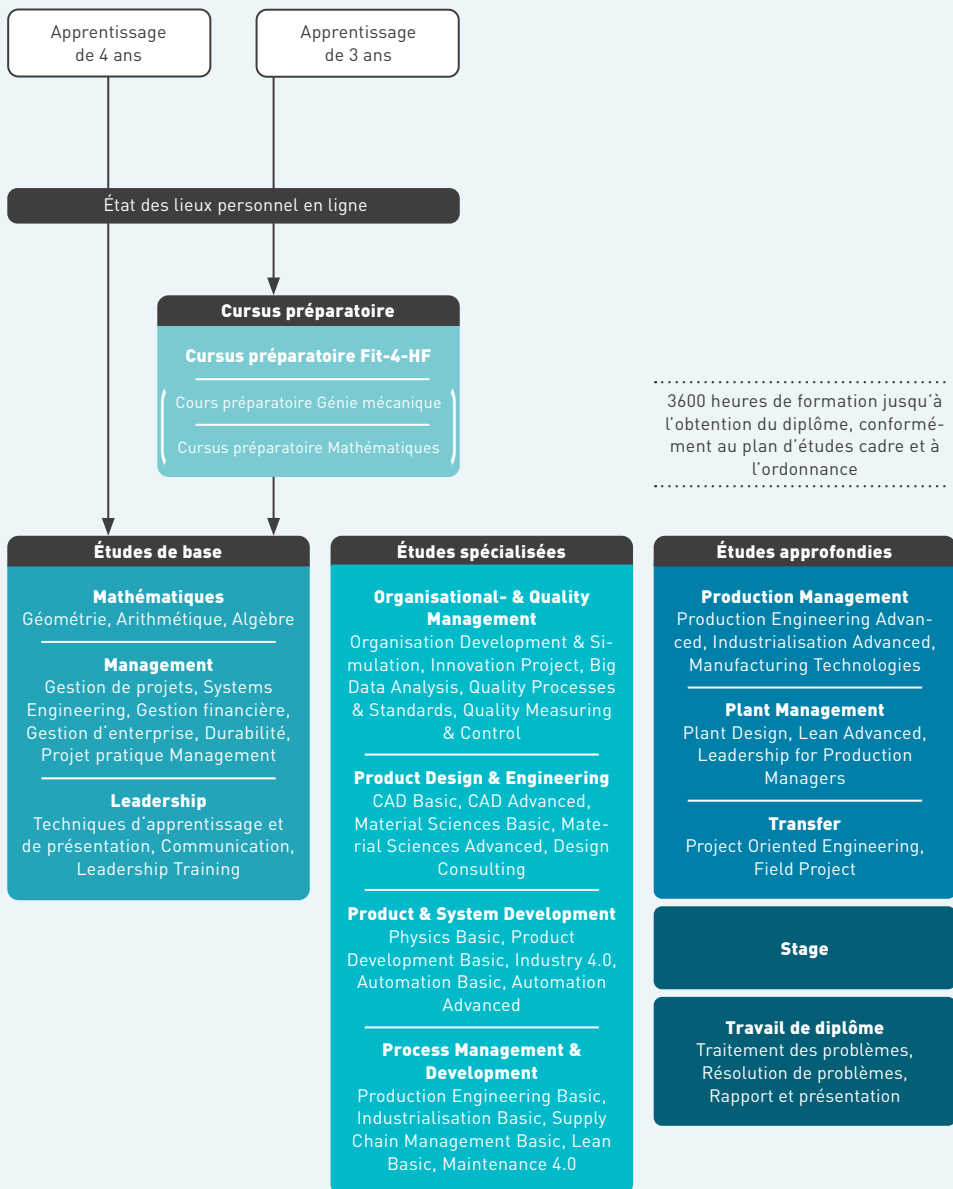 Apprentissage
de 4 ans
Apprentissage
de 3 ans
État des lieux personnel en ligne
Cursus préparatoire
Cursus préparatoire Fit-4-HF
Cours préparatoire Génie mécanique
Cursus préparatoire Mathématiques
3600 heures de formation jusqu'à
l'obtention du diplôme, conformé-
ment au plan d'études cadre et à
l'ordonnance
Études de base
Mathématiques
Géométrie, Arithmétique, Algèbre
Management
Gestion de projets, Systems
Engineering, Gestion financière,
Gestion d'enterprise, Durabilité,
Projet pratique Management
Leadership
Techniques d'apprentissage et
de présentation, Communication,
Leadership Training
Études spécialisées
Organisational- & Quality
Management
Organisation Development & Si-
mulation, Innovation Project, Big
Data Analysis, Quality Processes
& Standards, Quality Measuring
& Control
Product Design & Engineering
CAD Basic, CAD Advanced,
Material Sciences Basic, Mate-
rial Sciences Advanced, Design
Consulting
Product & System Development
Physics Basic, Product
Development Basic, Industry 4.0,
Automation Basic, Automation
Advanced
Process Management &
Development
Production Engineering Basic,
Industrialisation Basic, Supply
Chain Management Basic, Lean
Basic, Maintenance 4.0
Études approfondies
Production Management
Production Engineering Advan-
ced, Industrialisation Advanced,
Manufacturing Technologies
Plant Management
Plant Design, Lean Advanced,
Leadership for Production
Managers
Transfer
Project Oriented Engineering,
Field Project
Stage
Travail de diplôme
Traitement des problèmes,
Résolution de problèmes,
Rapport et présentation